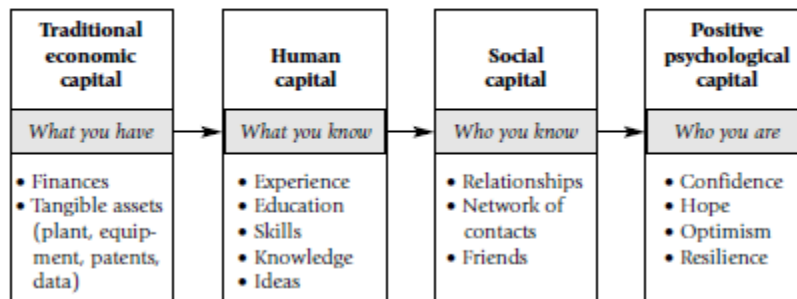 Traditional
economic
capital
What you have
• Finances
• Tangible assets
(plant, equip-
ment, patents,
data)
Human
capital
What you know
• Experience
• Education
• Skills
• Knowledge
• Ideas
Social
capital
Who you know
• Relationships
• Network of
contacts
• Friends
Positive
psychological
capital
Who you are
• Confidence
• Hope
• Optimism
• Resilience